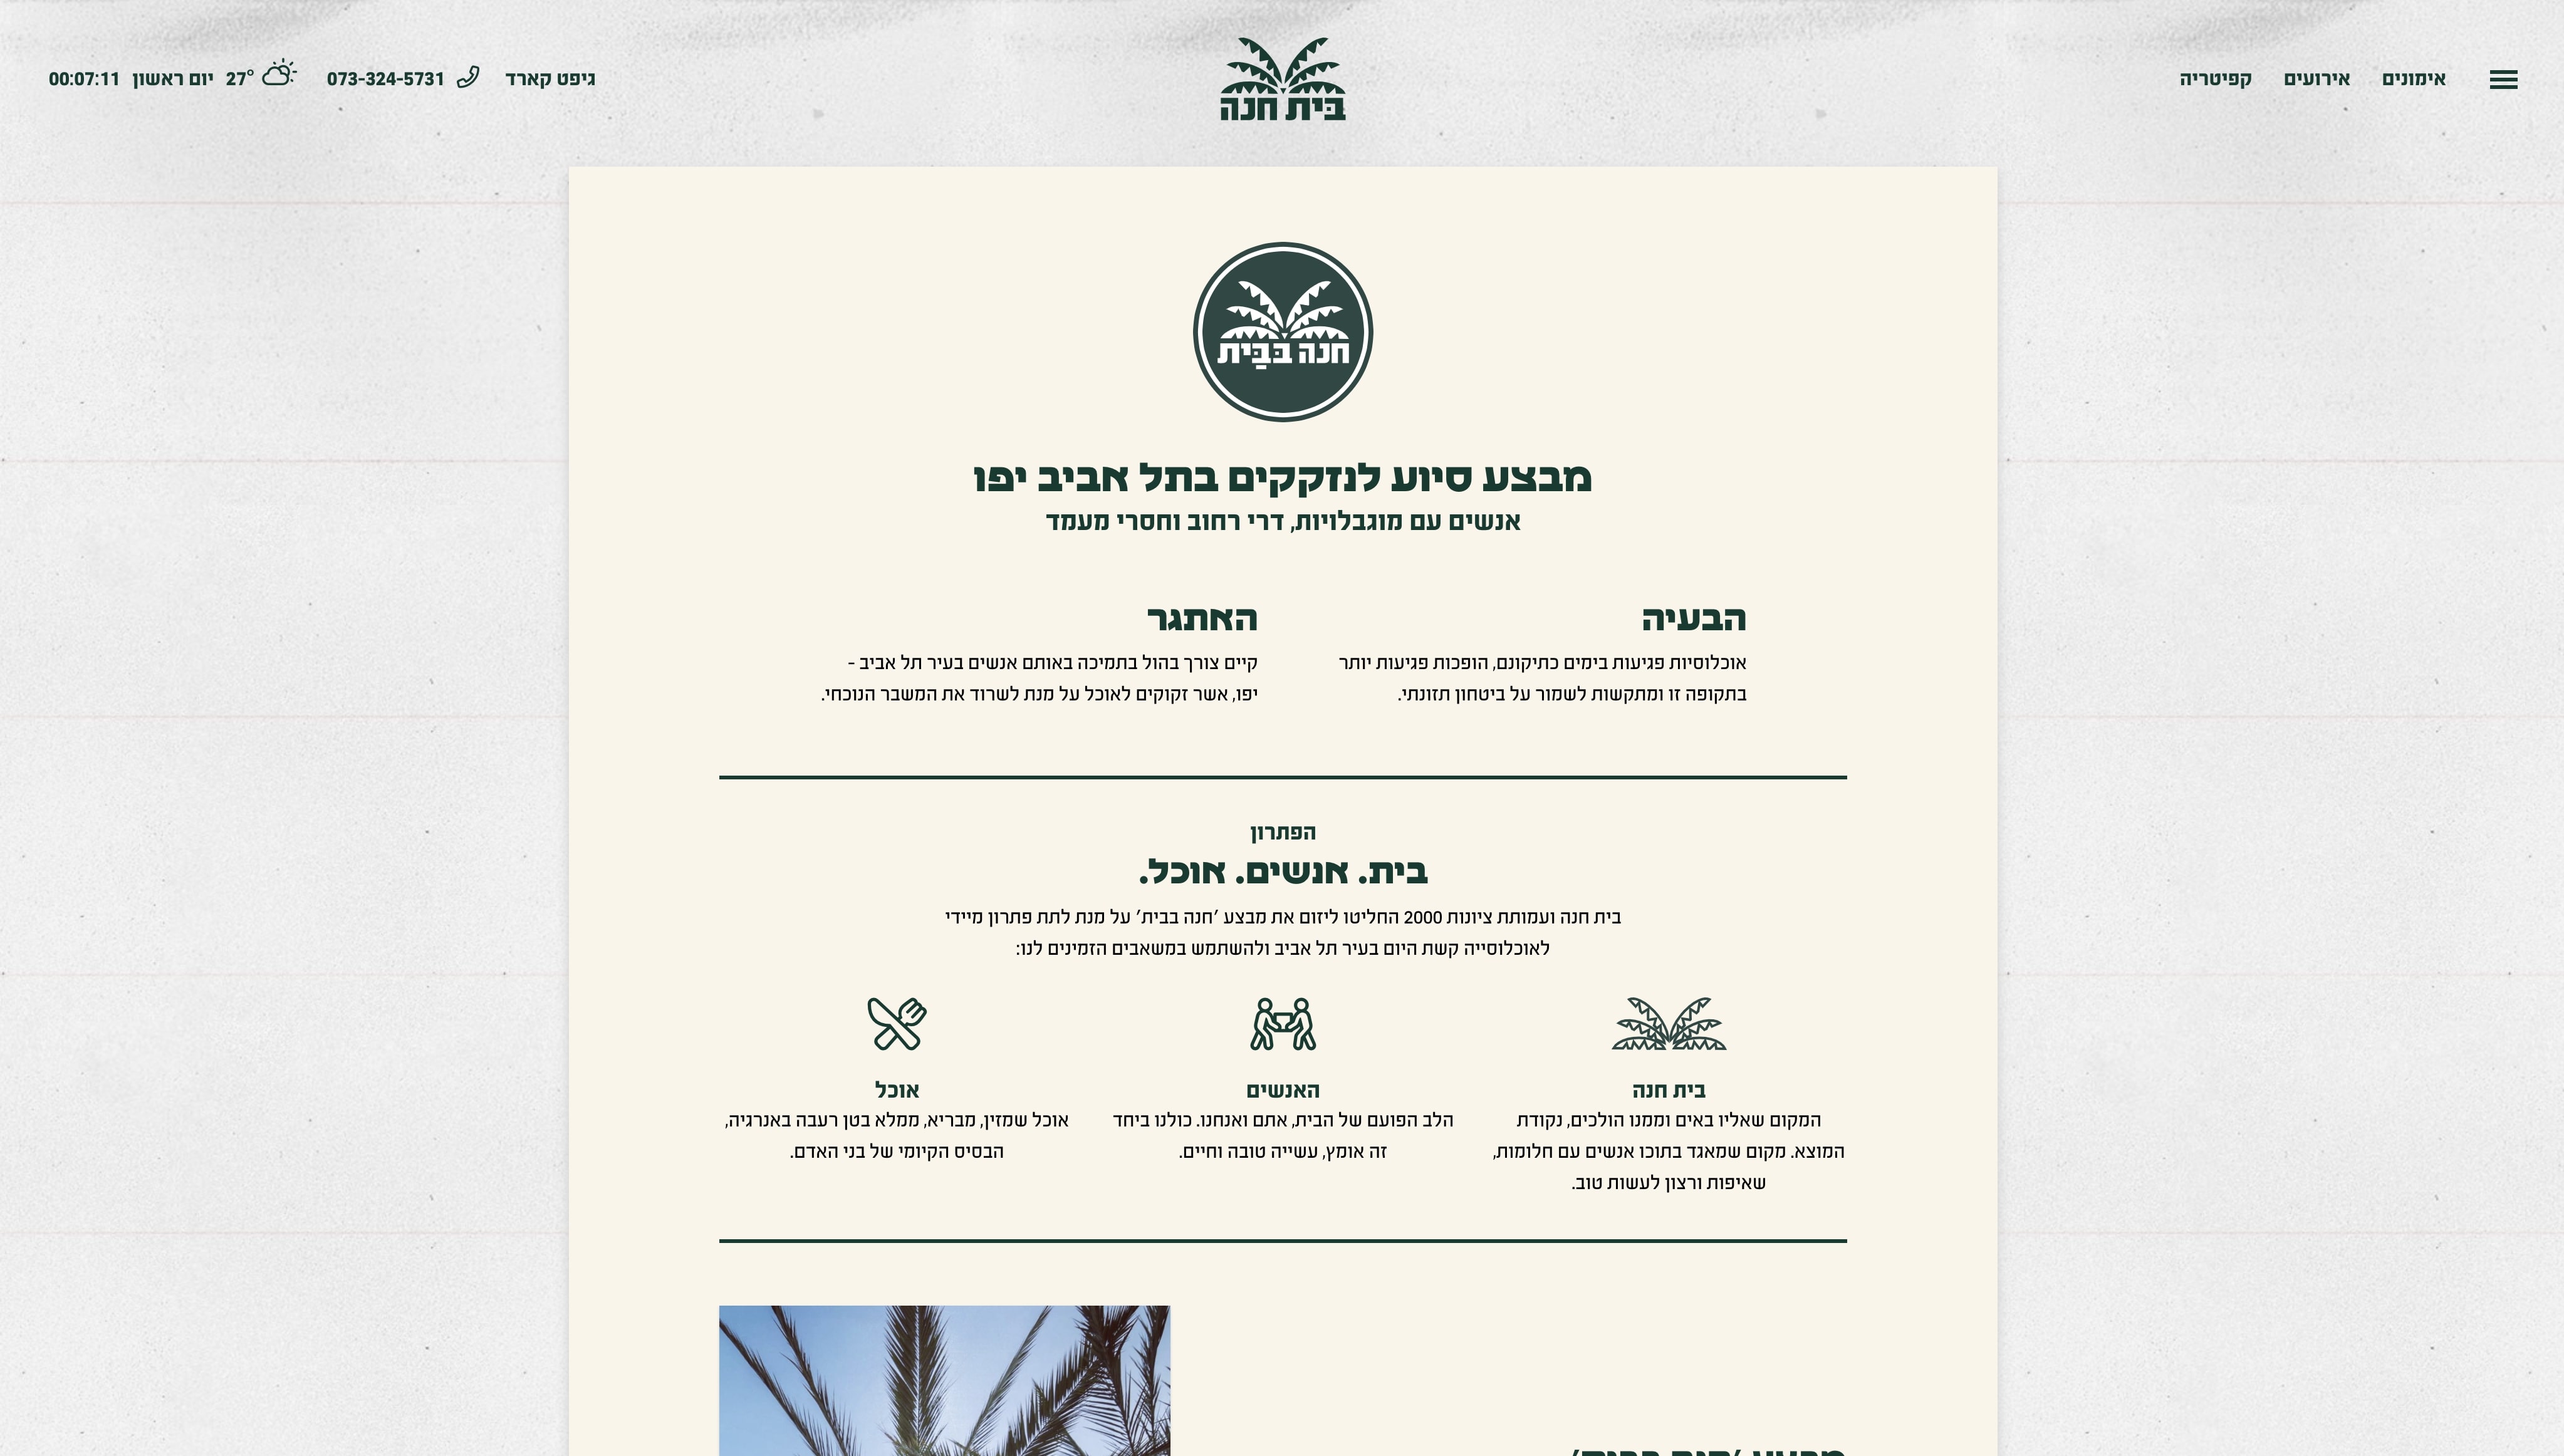 אימונים
אירועים
קפיטריה
בית חנה
גיפט קארד
073-324-5731
27°
יום ראשון
00:07:11
חנה בבַּית
מבצע סיוע לנזקקים בתל אביב יפו
אנשים עם מוגבלויות, דרי רחוב וחסרי מעמד
הבעיה
אוכלוסיות פגיעות בימים כתיקונם, הופכות פגיעות יותר
בתקופה זו ומתקשות לשמור על ביטחון תזונתי.
האתגר
קיים צורך בהול בתמיכה באותם אנשים בעיר תל אביב -
יפו, אשר זקוקים לאוכל על מנת לשרוד את המשבר הנוכחי.
הפתרון
בית. אנשים. אוכל.
בית חנה ועמותת ציונות 2000 החליטו ליזום את מבצע 'חנה בבית' על מנת לתת פתרון מיידי
לאוכלוסייה קשת היום בעיר תל אביב ולהשתמש במשאבים הזמינים לנו:
בית חנה
המקום שאליו באים וממנו הולכים, נקודת
המוצא. מקום שמאגד בתוכו אנשים עם חלומות,
שאיפות ורצון לעשות טוב.
האנשים
הלב הפועם של הבית, אתם ואנחנו. כולנו ביחד
זה אומץ, עשייה טובה וחיים.
אוכל
אוכל שמזין, מבריא, ממלא בטן רעבה באנרגיה,
הבסיס הקיומי של בני האדם.